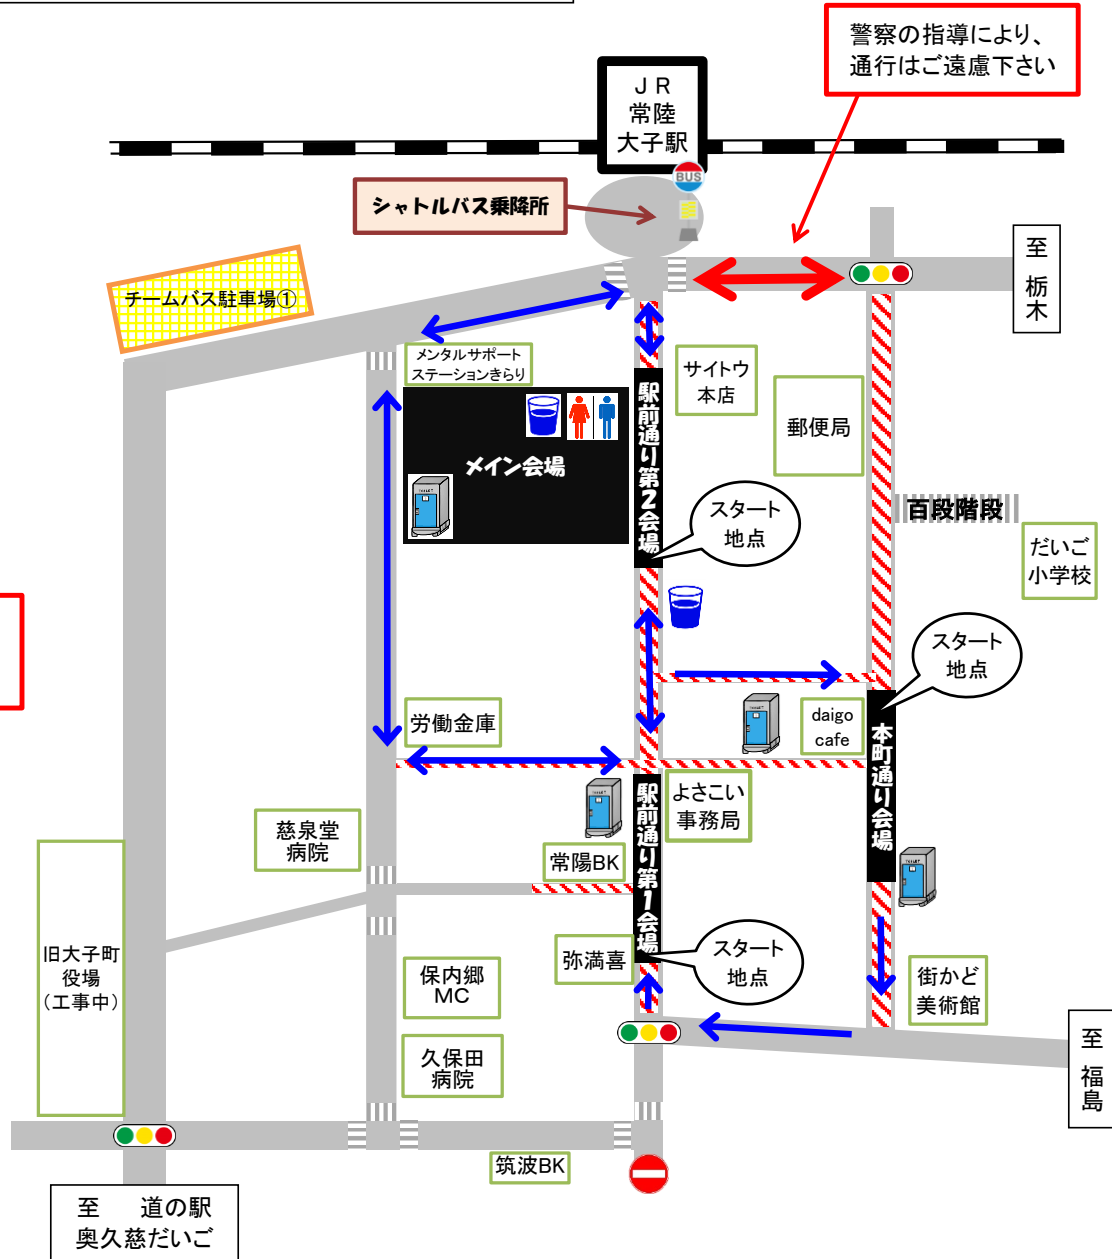 警察の指導により、
通行はご遠慮下さい
ＪＲ
常陸
大子駅
BUS
シャトルバス乗降所
至
栃木
チームバス駐車場①
メンタルサポート
ステーションきらり
サイトウ
本店
駅前通り第2会場
郵便局
メイン会場
スタート
地点
百段階段
だいご
小学校
スタート
地点
労働金庫
daigo
cafe
本町通り会場
よさこい
事務局
駅前通り第1会場
慈泉堂
病院
常陽BK
旧大子町
役場
（工事中）
弥満喜
スタート
地点
保内郷
MC
街かど
美術館
久保田
病院
至
福島
筑波BK
至　道の駅
奥久慈だいご